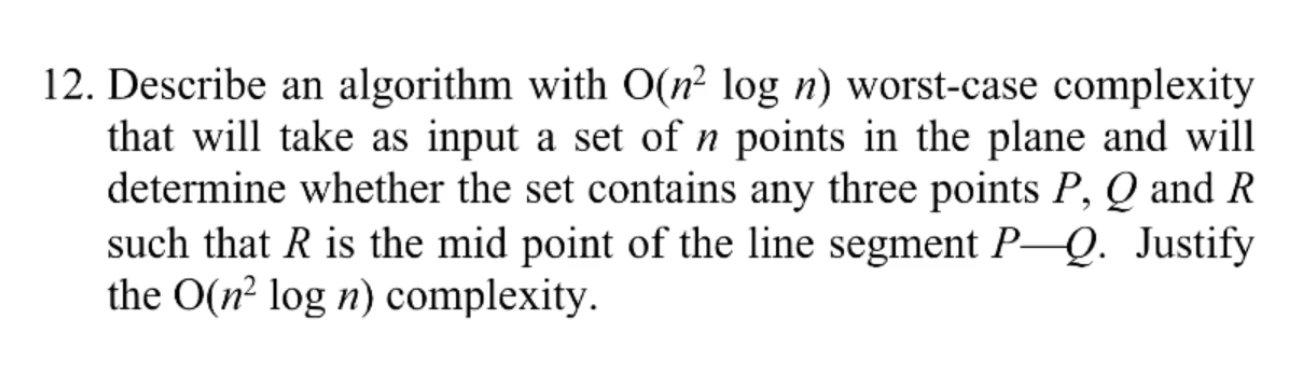 12. Describe an algorithm with O(n² log n) worst-case complexity
that will take as input a set of n points in the plane and will
determine whether the set contains any three points P, Q and R
such that R is the mid point of the line segment P—Q. Justify
the O(n² log n) complexity.